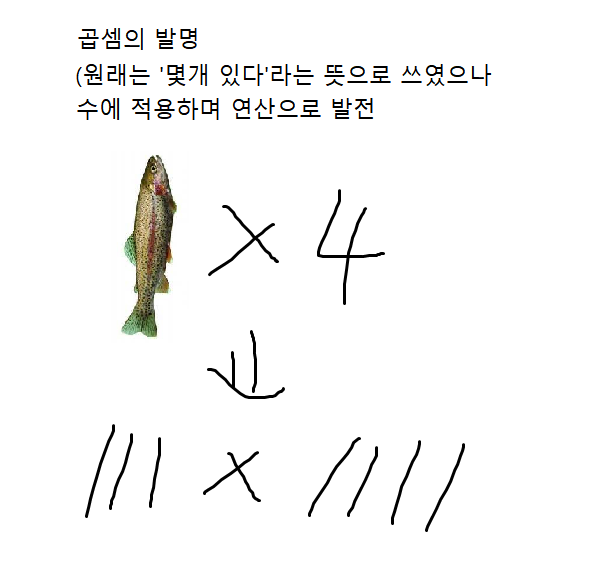 곱셈의 발명
(원래는 '몇개 있다'라는 뜻으로 쓰였으나
수에 적용하며 연산으로 발전
× 4
||| × ||||